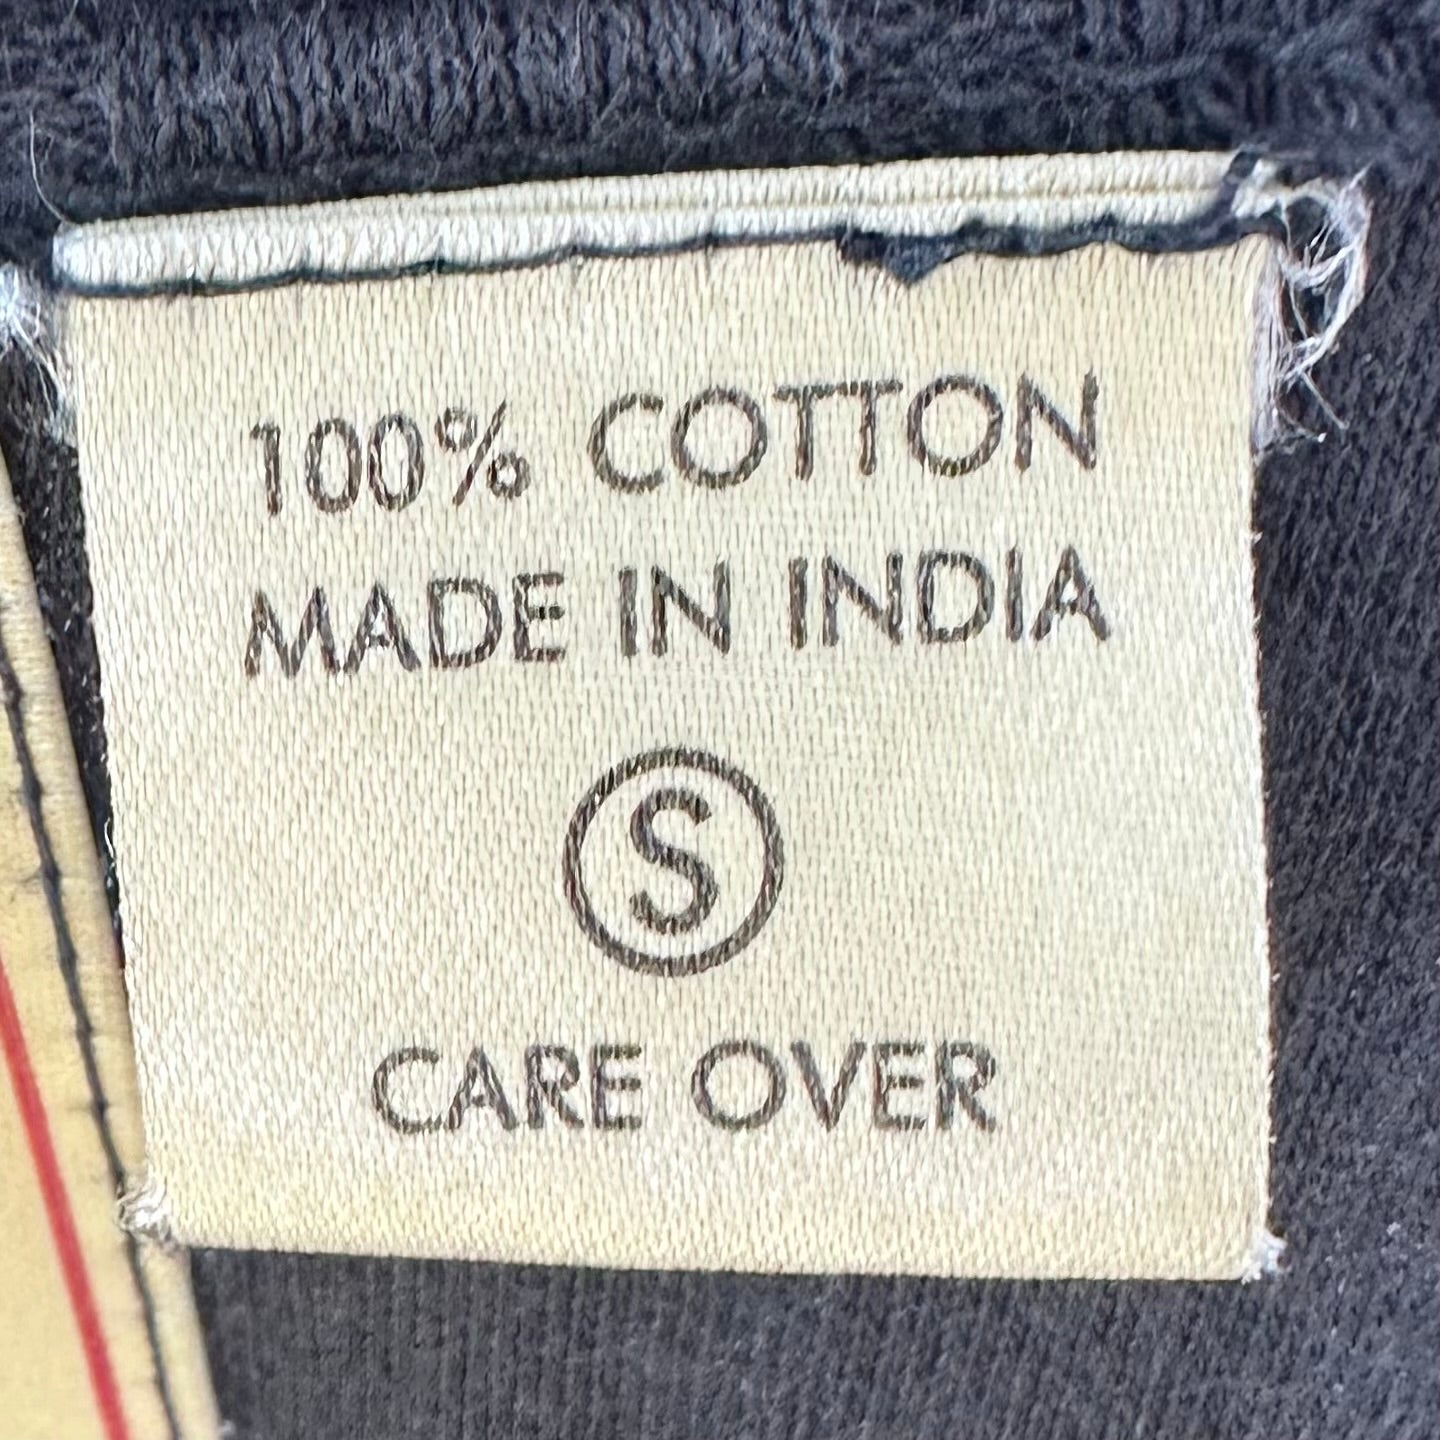 100% COTTON
MADE IN INDIA
S
CARE OVER